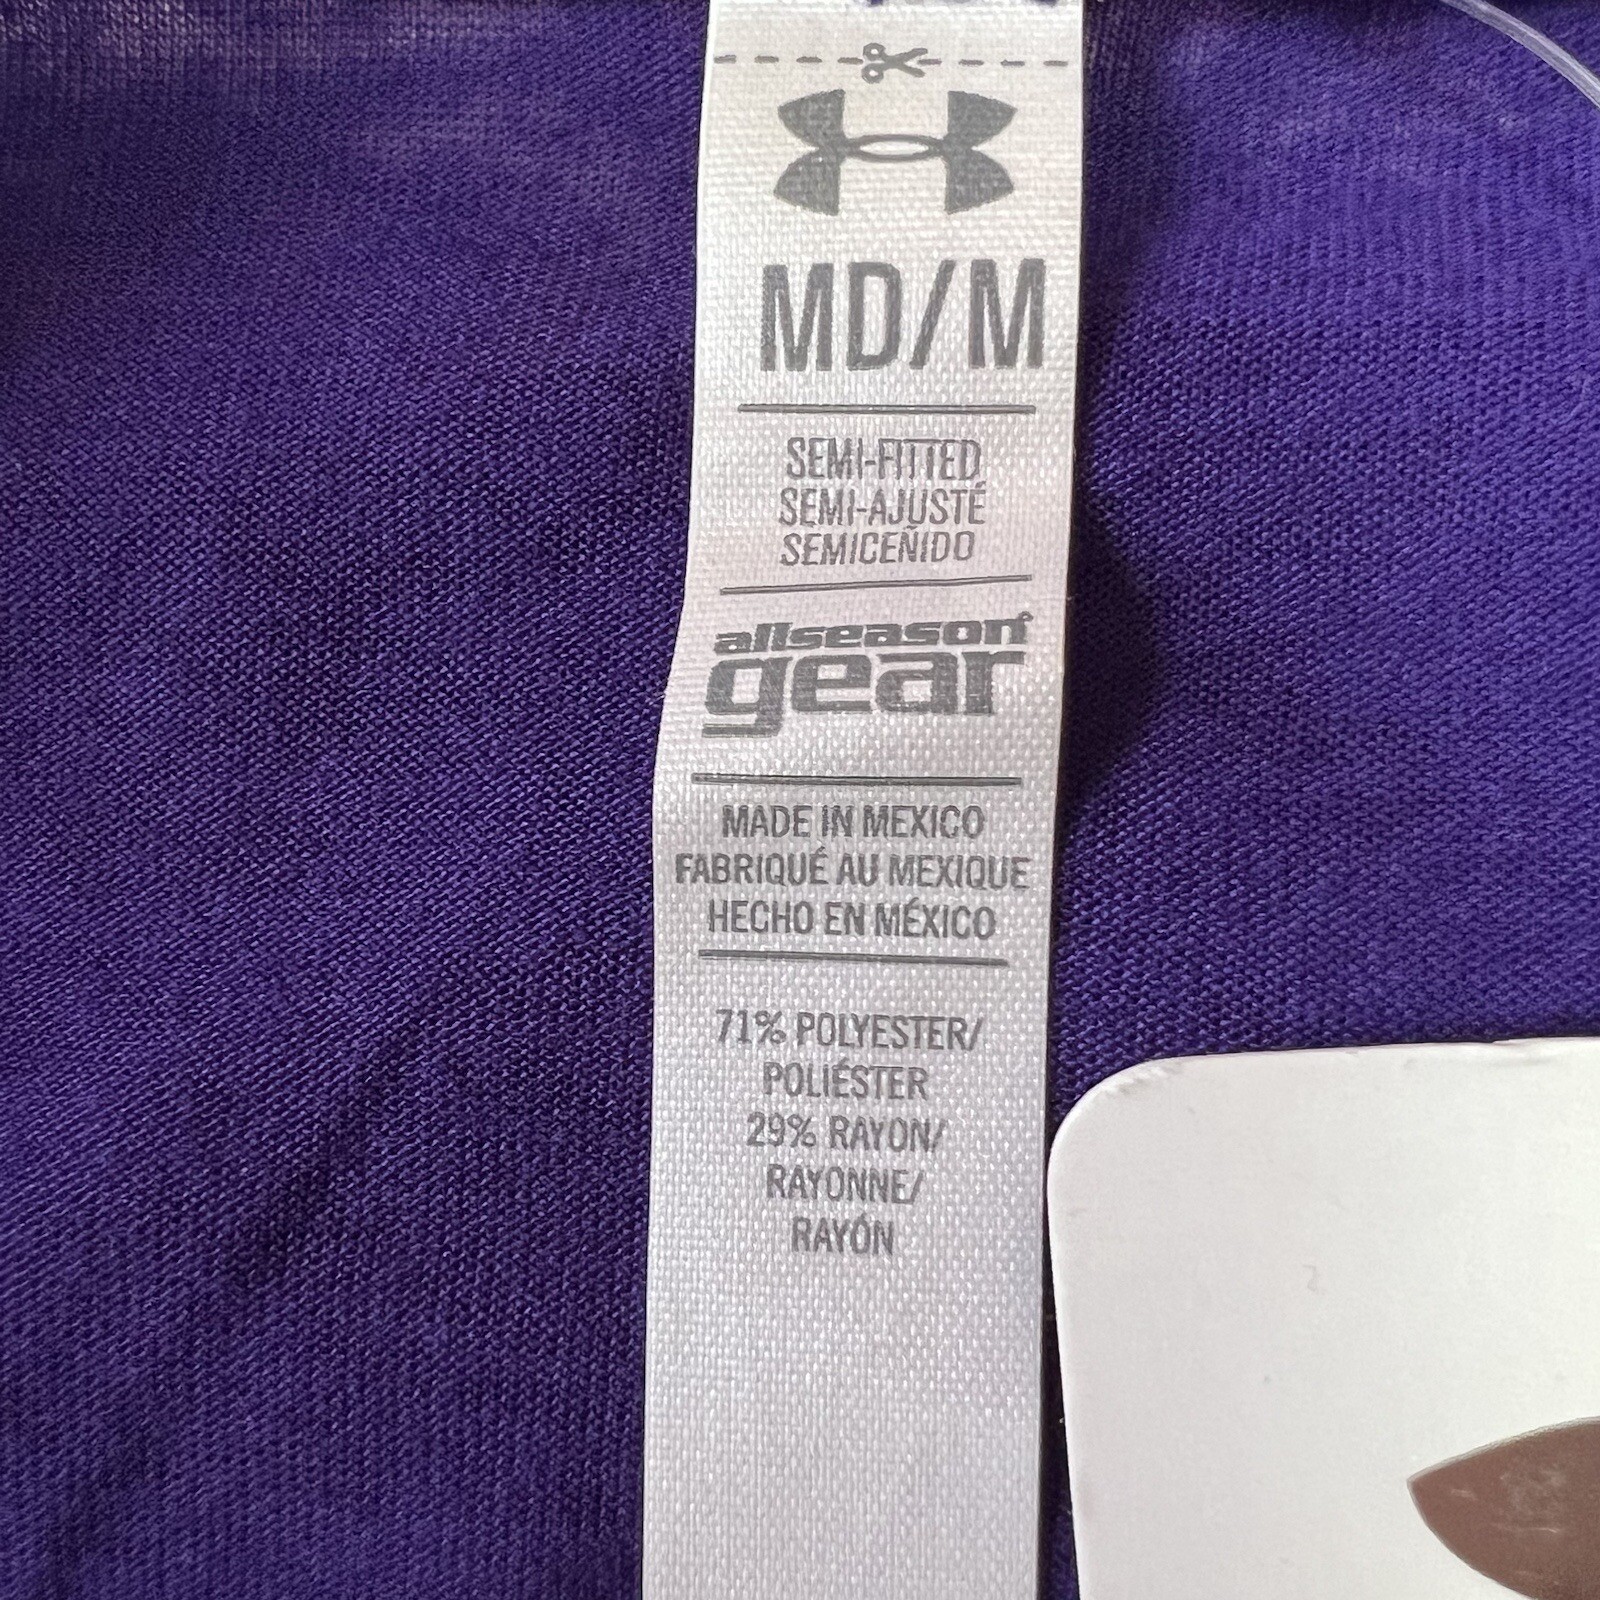 MD/M
SEMI-FITTED
SEMI-AJUSTÉ
SEMICEÑIDO
allseason
gear
MADE IN MEXICO
FABRIQUÉ AU MEXIQUE
HECHO EN MÉXICO
71% POLYESTER/
POLIÉSTER
29% RAYON/
RAYONNE/
RAYÓN